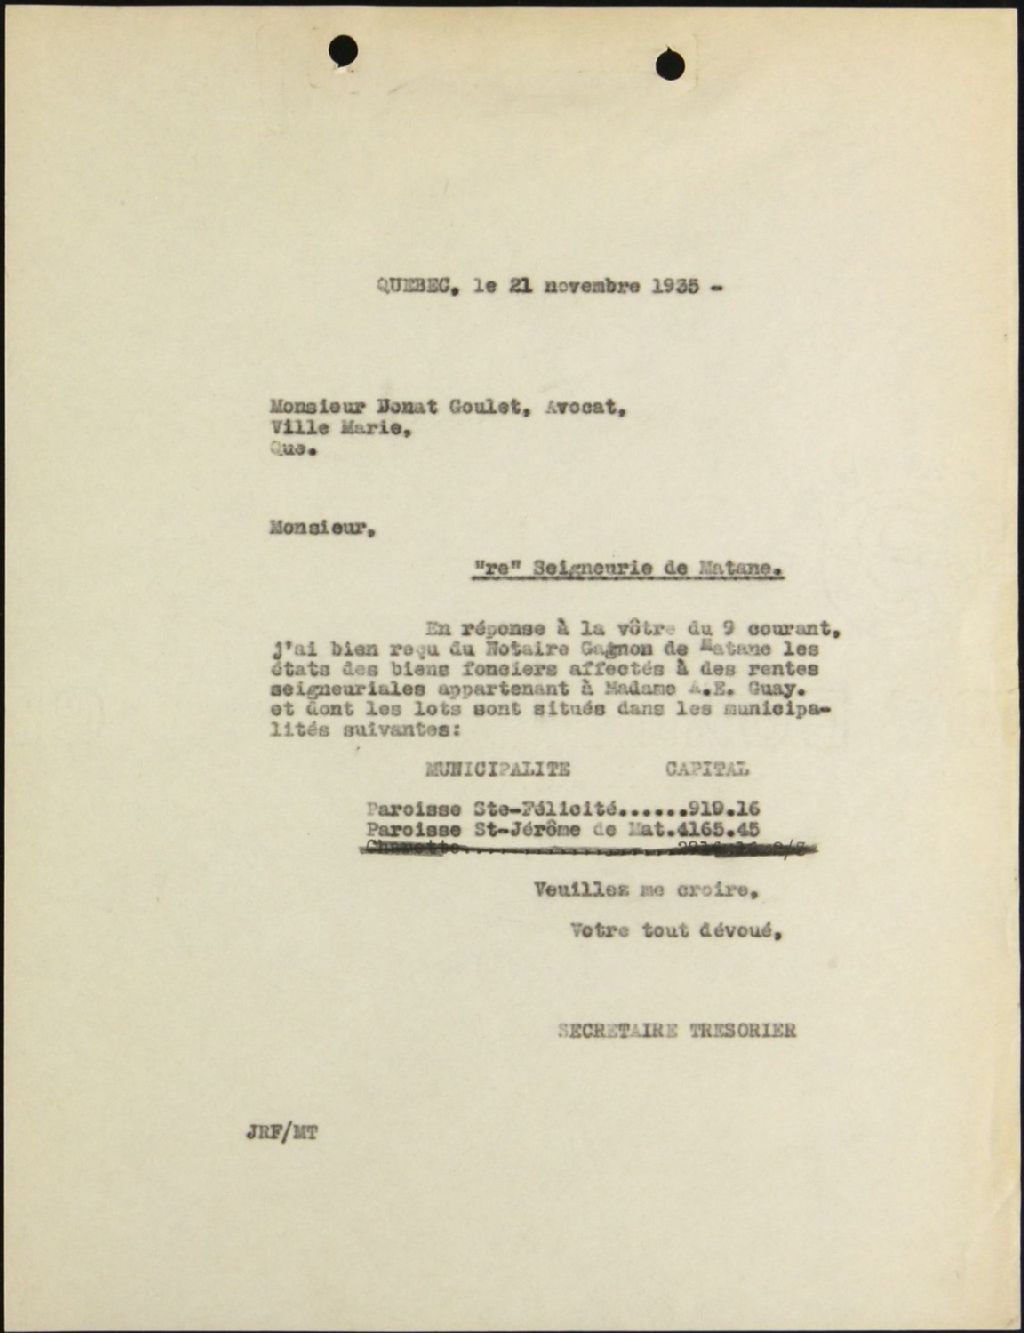 QUEBEC, le 21 novembre 1935 -
Monsieur Donat Goulet, Avocat,
Ville Marie,
Que.
Monsieur,
"re" Seigneurie de Matane.
En réponse à la vôtre du 9 courant,
j'ai bien reçu du Notaire Gagnon de Matane les
états des biens fonciers affectés à des rentes
seigneuriales appartenant à Madame A.E. Guay.
et dont les lots sont situés dans les municipa-
lités suivantes:
MUNICIPALITE CAPITAL
Paroisse Ste-Félicité......919.16
Paroisse St-Jérôme de Mat.4165.45
Veuillez me croire,
Votre tout dévoué,
SECRETAIRE TRESORIER
JRF/MT